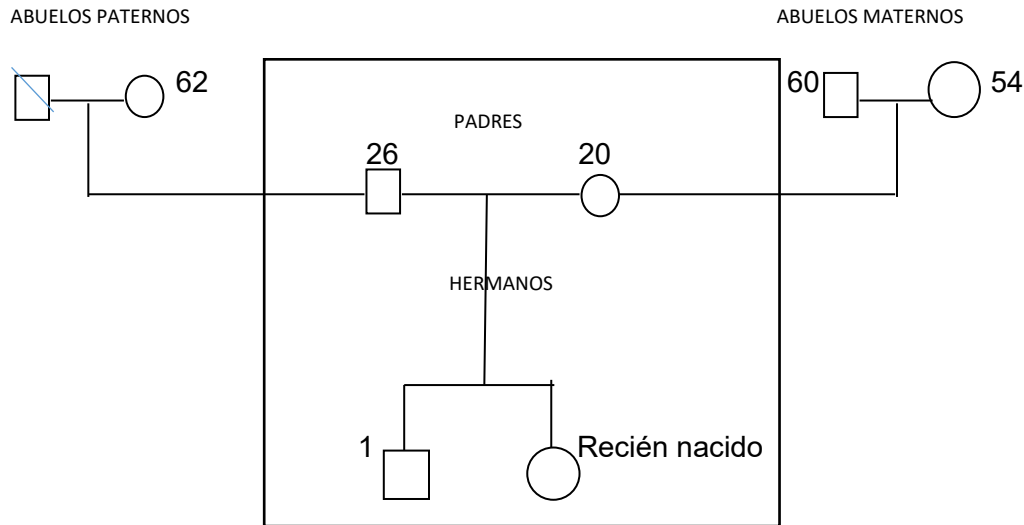 ABUELOS PATERNOS
ABUELOS MATERNOS
62
60
54
PADRES
26
20
HERMANOS
1
Recién nacido